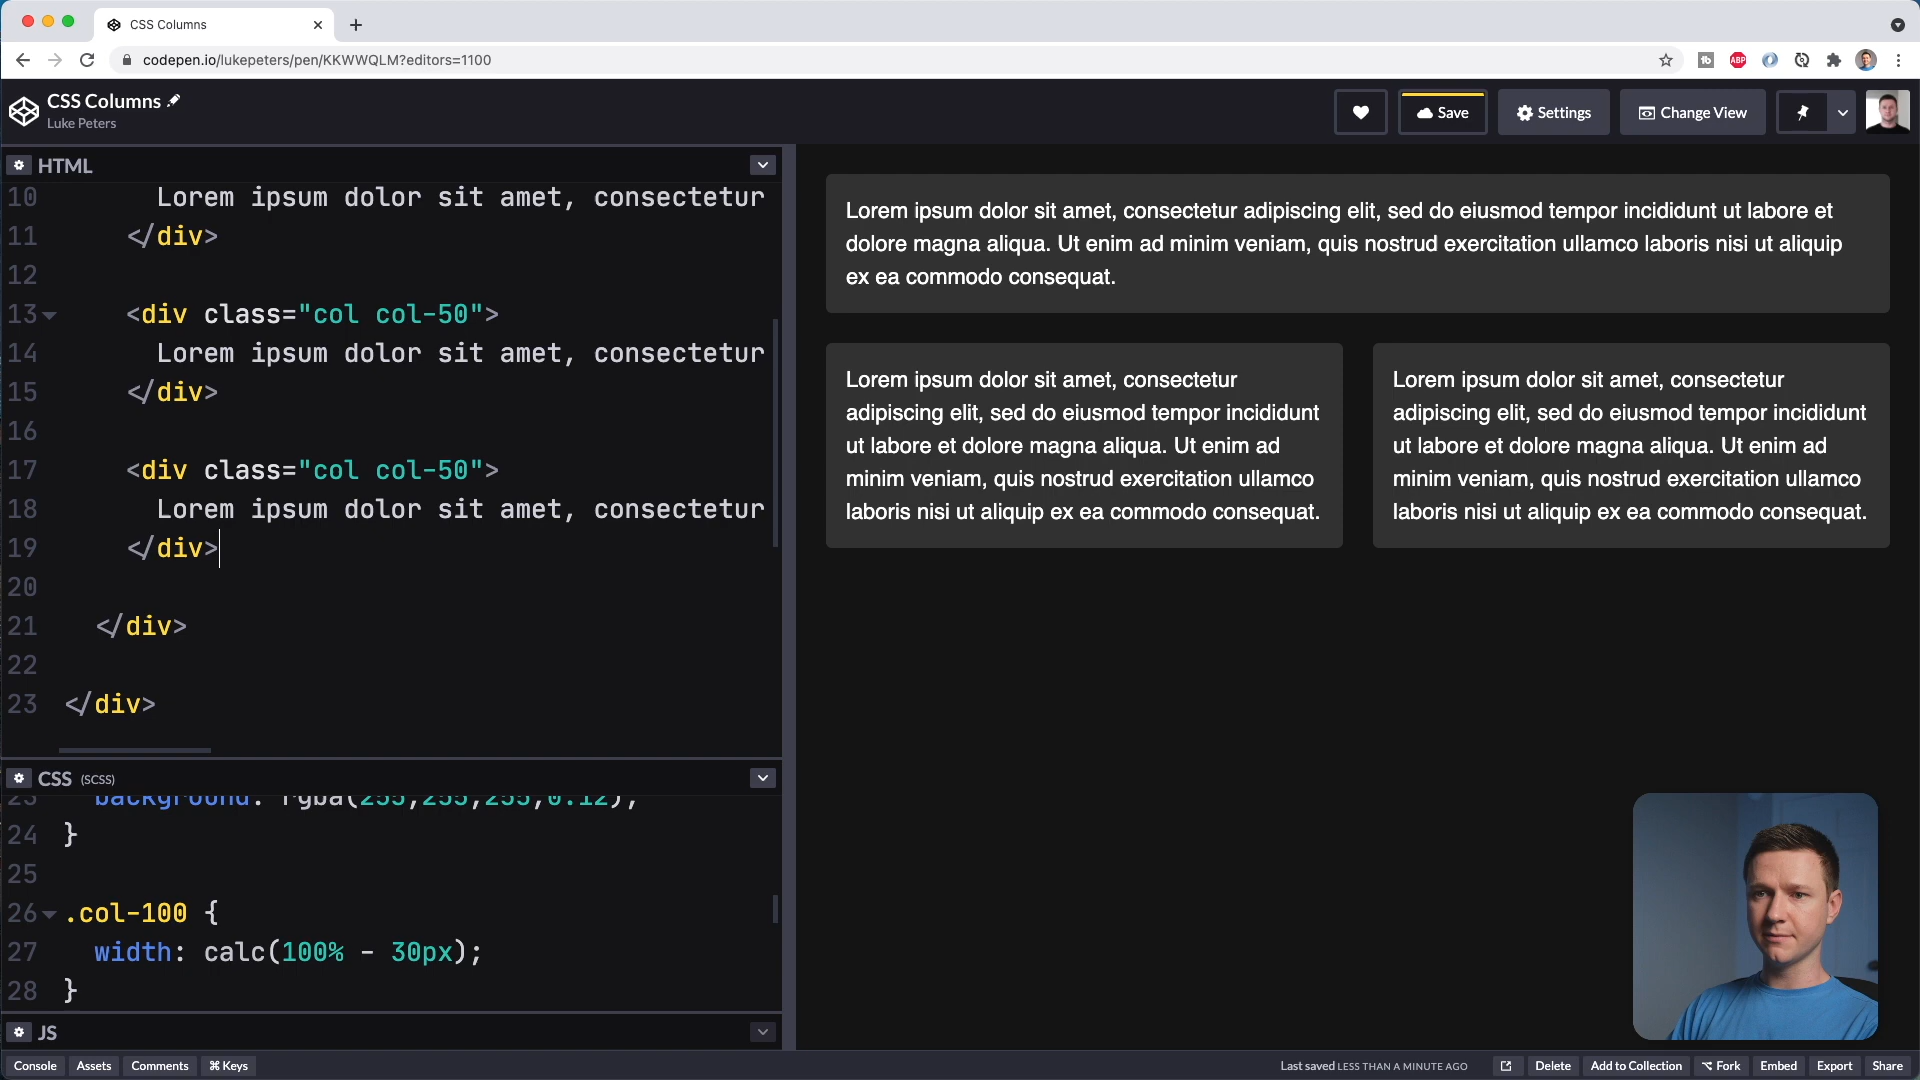 CSS Columns
codepen.io/lukepeters/pen/KKWWQLM?editors=1100
ABP
CSS Columns
Luke Peters
Save
Settings
Change View
HTML
10 Lorem ipsum dolor sit amet, consectetur
11 </div>
12
13 <div class="col col-50">
14 Lorem ipsum dolor sit amet, consectetur
15 </div>
16
17 <div class="col col-50">
18 Lorem ipsum dolor sit amet, consectetur
19 </div>
20
21 </div>
22
23 </div>
CSS (SCSS)
23 background: rgba(255,255,255,0.12);
24 }
25
26 .col-100 {
27 width: calc(100% - 30px);
28 }
JS
Lorem ipsum dolor sit amet, consectetur adipiscing elit, sed do eiusmod tempor incididunt ut labore et
dolore magna aliqua. Ut enim ad minim veniam, quis nostrud exercitation ullamco laboris nisi ut aliquip
ex ea commodo consequat.
Lorem ipsum dolor sit amet, consectetur
adipiscing elit, sed do eiusmod tempor incididunt
ut labore et dolore magna aliqua. Ut enim ad
minim veniam, quis nostrud exercitation ullamco
laboris nisi ut aliquip ex ea commodo consequat.
Lorem ipsum dolor sit amet, consectetur
adipiscing elit, sed do eiusmod tempor incididunt
ut labore et dolore magna aliqua. Ut enim ad
minim veniam, quis nostrud exercitation ullamco
laboris nisi ut aliquip ex ea commodo consequat.
Console Assets Comments ⌘ Keys
Last saved LESS THAN A MINUTE AGO Delete Add to Collection ⌥ Fork Embed Export Share